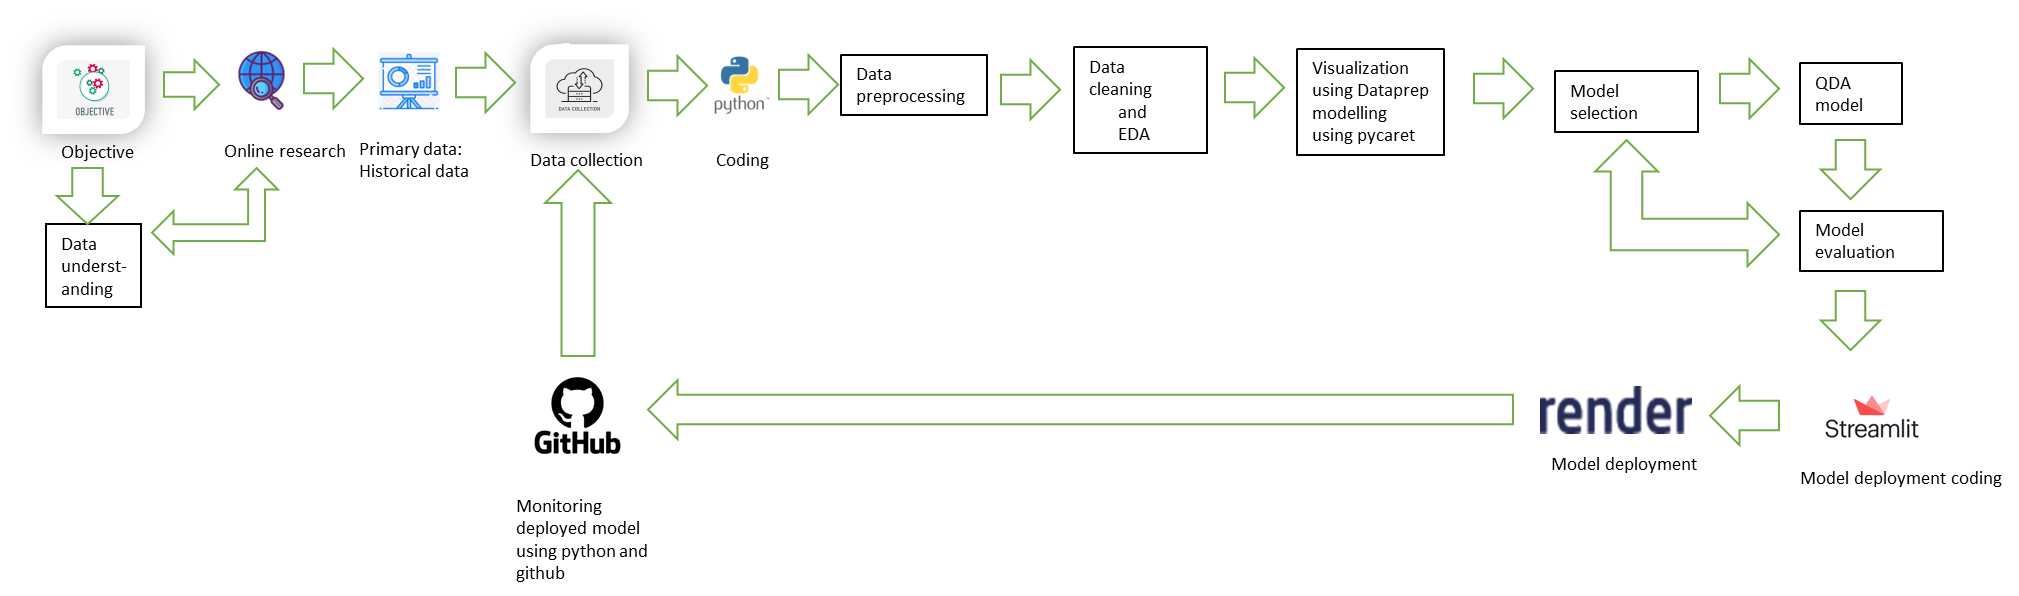 OBJECTIVE
Objective
Data
underst-
anding
Online research
Primary data:
Historical data
DATA COLLECTION
Data collection
python
Coding
Data
preprocessing
Data
cleaning
and
EDA
Visualization
using Dataprep
modelling
using pycaret
Model
selection
QDA
model
Model
evaluation
Streamlit
Model deployment coding
render
Model deployment
GitHub
Monitoring
deployed model
using python and
github